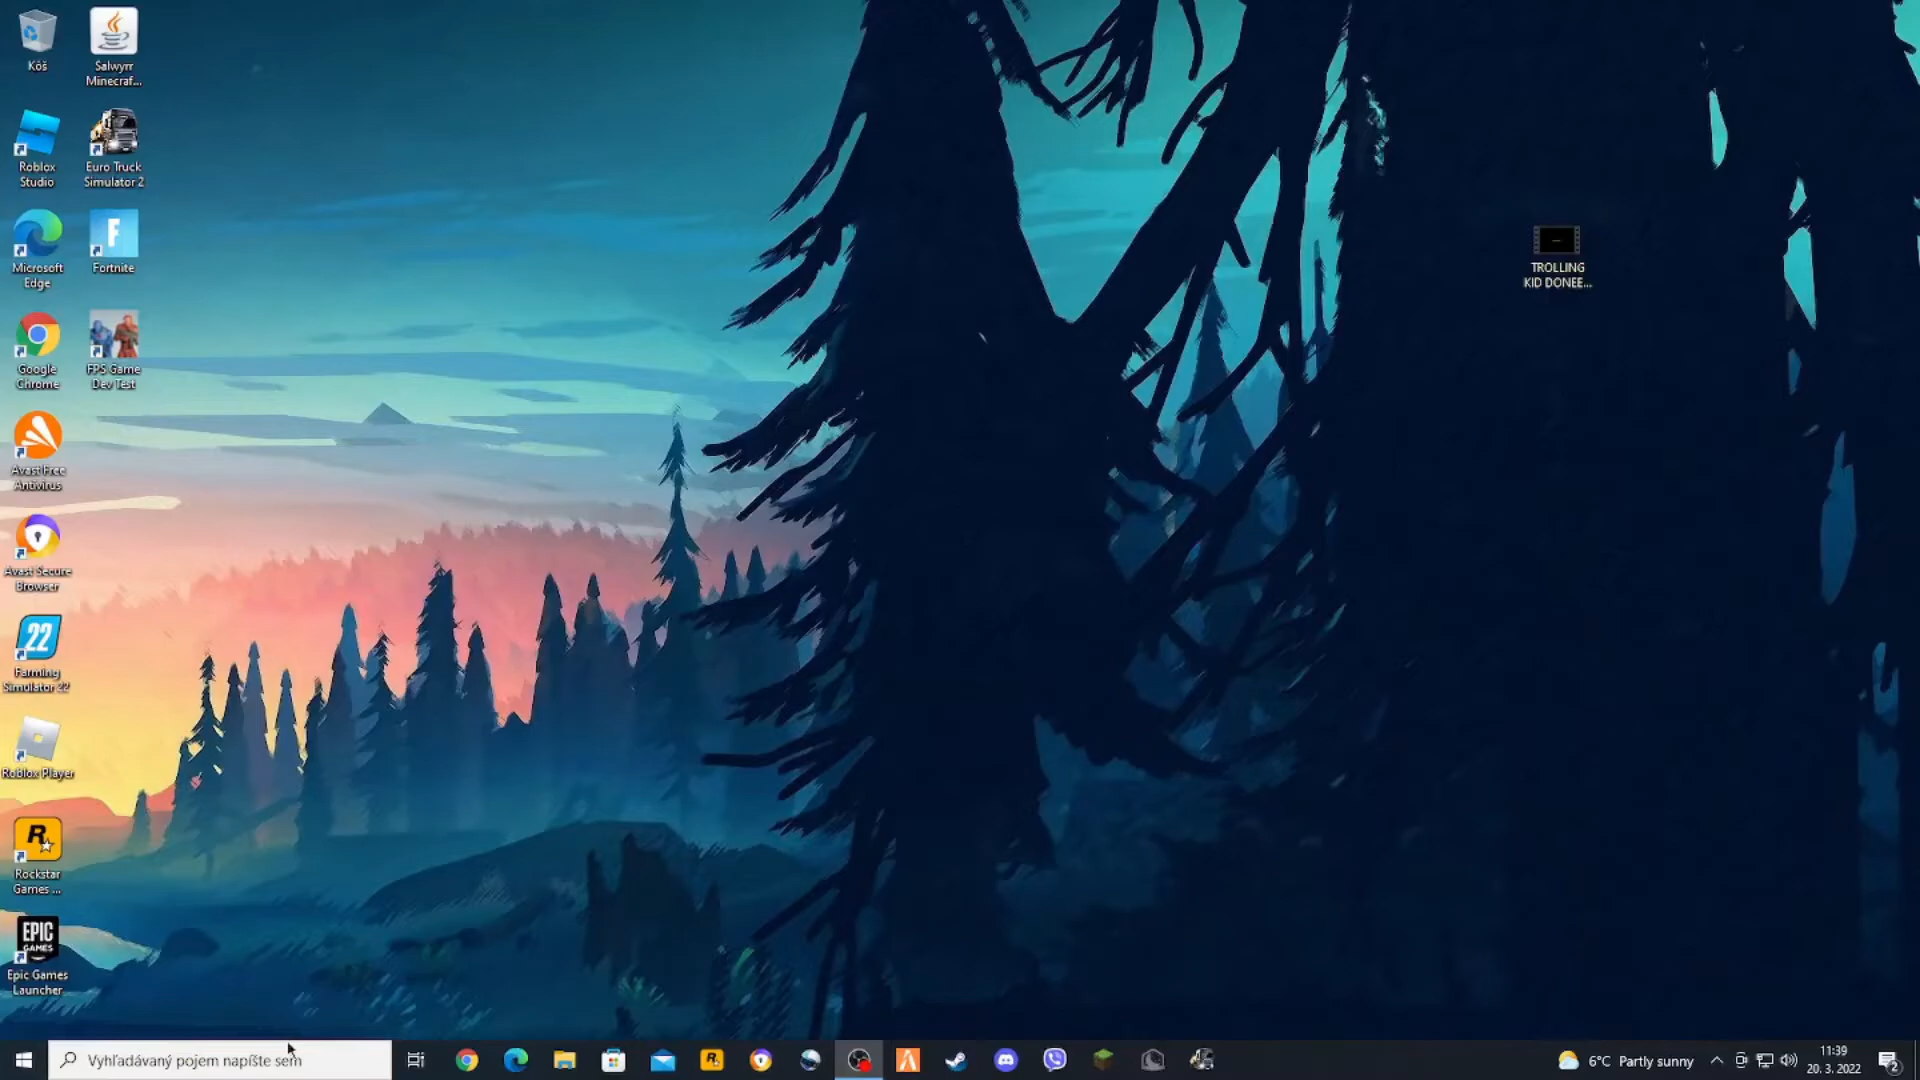 Kôš
Salwyrr
Minecraf...
Roblox
Studio
Euro Truck
Simulator 2
Microsoft
Edge
F
Fortnite
Google
Chrome
FPS Game
Dev Test
Avast Free
Antivirus
Avast Secure
Browser
22
Farming
Simulator 22
Roblox Player
R
Rockstar
Games ...
EPIC
GAMES
Epic Games
Launcher
TROLLING
KID DONEE...
Vyhľadávaný pojem napíšte sem
R
6°C Partly sunny
11:39
20. 3. 2022
2